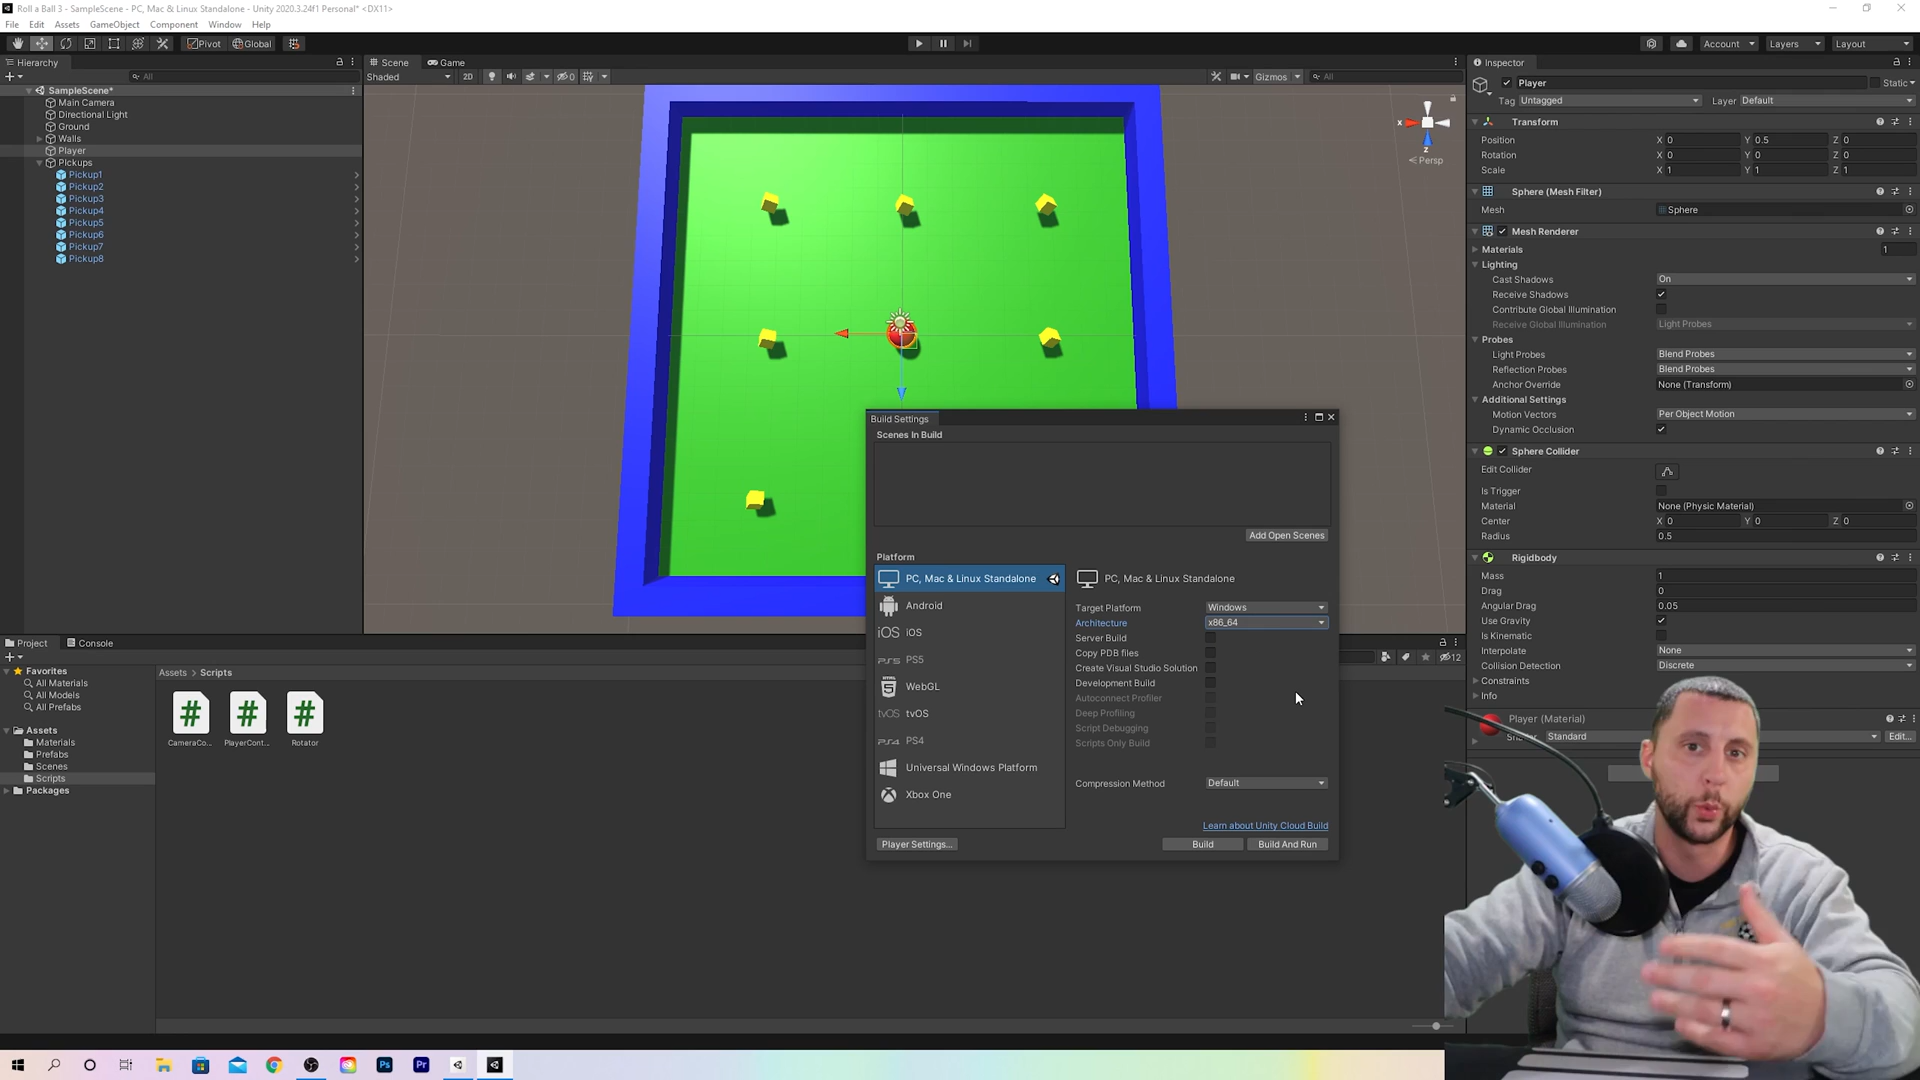 Roll a Ball 3 - SampleScene - PC, Mac & Linux Standalone - Unity 2020.3.24f1 Personal* <DX11>
File Edit Assets GameObject Component Window Help
Pivot Global Account Layers Layout
Hierarchy
All
SampleScene*
Main Camera
Directional Light
Ground
Walls
Player
PIckups
Pickup1
Pickup2
Pickup3
Pickup4
Pickup5
Pickup6
Pickup7
Pickup8
Scene Game
Shaded 2D 0 Gizmos All
x
z
Persp
Inspector
Player Static
Tag Untagged Layer Default
Transform
Position X 0 Y 0.5 Z 0
Rotation X 0 Y 0 Z 0
Scale X 1 Y 1 Z 1
Sphere (Mesh Filter)
Mesh Sphere
Mesh Renderer
Materials 1
Lighting
Cast Shadows On
Receive Shadows
Contribute Global Illumination
Receive Global Illumination Light Probes
Probes
Light Probes Blend Probes
Reflection Probes Blend Probes
Anchor Override None (Transform)
Additional Settings
Motion Vectors Per Object Motion
Dynamic Occlusion
Sphere Collider
Edit Collider
Is Trigger
Material None (Physic Material)
Center X 0 Y 0 Z 0
Radius 0.5
Rigidbody
Mass 1
Drag 0
Angular Drag 0.05
Use Gravity
Is Kinematic
Interpolate None
Collision Detection Discrete
Constraints
Info
Player (Material)
Standard Edit...
Build Settings
Scenes In Build
Add Open Scenes
Platform
PC, Mac & Linux Standalone
Android
iOS iOS
PS5 PS5
WebGL
tvOS tvOS
PS4 PS4
Universal Windows Platform
Xbox One
PC, Mac & Linux Standalone
Target Platform Windows
Architecture x86_64
Server Build
Copy PDB files
Create Visual Studio Solution
Development Build
Autoconnect Profiler
Deep Profiling
Script Debugging
Scripts Only Build
Compression Method Default
Learn about Unity Cloud Build
Player Settings... Build Build And Run
Project Console
12
Favorites
All Materials
All Models
All Prefabs
Assets
Materials
Prefabs
Scenes
Scripts
Packages
Assets > Scripts
# # #
CameraCo... PlayerCont... Rotator
Ps Pr